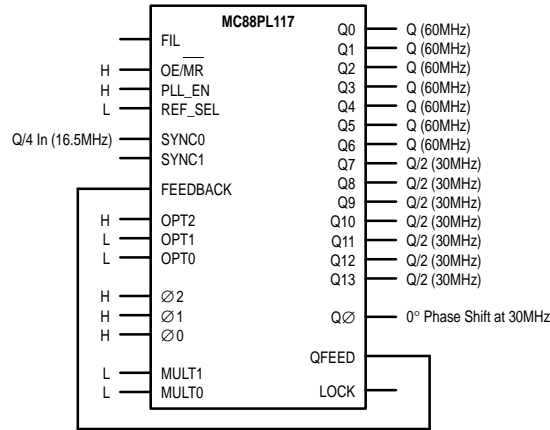 MC88PL117
FIL
H OE/MR
H PLL_EN
L REF_SEL
Q/4 In (16.5MHz) SYNC0
SYNC1
FEEDBACK
H OPT2
L OPT1
L OPT0
H ∅2
H ∅1
H ∅0
L MULT1
L MULT0
Q0 Q (60MHz)
Q1 Q (60MHz)
Q2 Q (60MHz)
Q3 Q (60MHz)
Q4 Q (60MHz)
Q5 Q (60MHz)
Q6 Q (60MHz)
Q7 Q/2 (30MHz)
Q8 Q/2 (30MHz)
Q9 Q/2 (30MHz)
Q10 Q/2 (30MHz)
Q11 Q/2 (30MHz)
Q12 Q/2 (30MHz)
Q13 Q/2 (30MHz)
Q∅ 0° Phase Shift at 30MHz
QFEED
LOCK